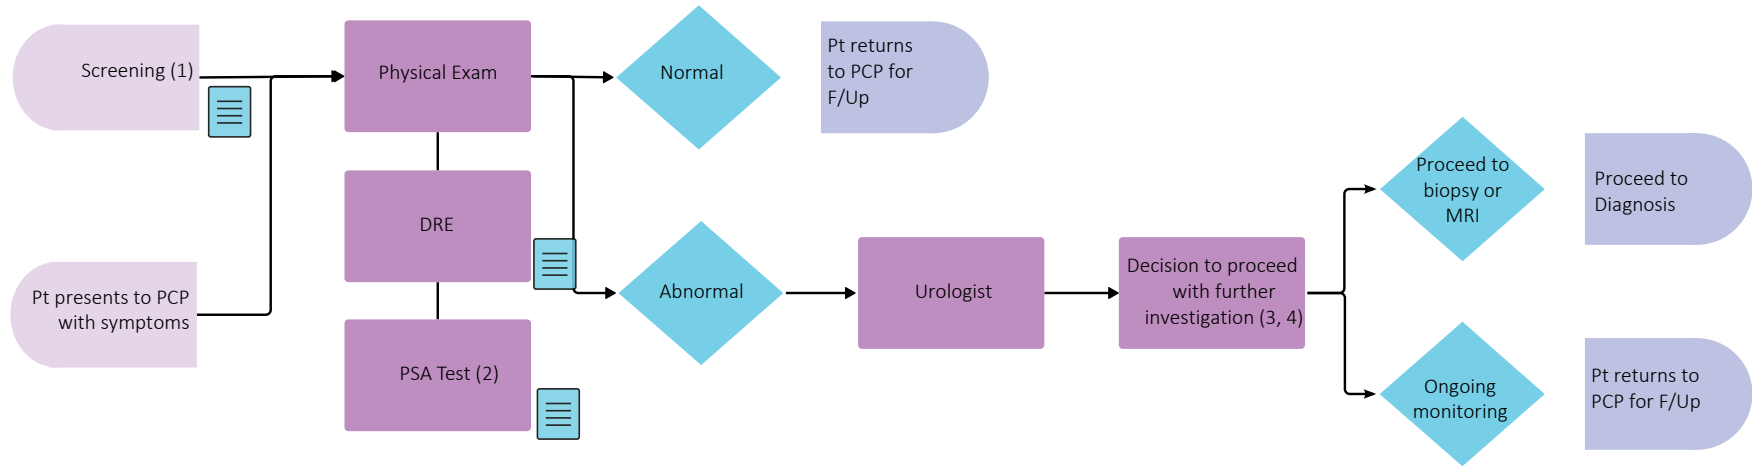 Screening (1)
Physical Exam
Normal
Pt returns
to PCP for
F/Up
Pt presents to PCP
with symptoms
DRE
PSA Test (2)
Abnormal
Urologist
Decision to proceed
with further
investigation (3, 4)
Proceed to
biopsy or
MRI
Proceed to
Diagnosis
Ongoing
monitoring
Pt returns to
PCP for F/Up